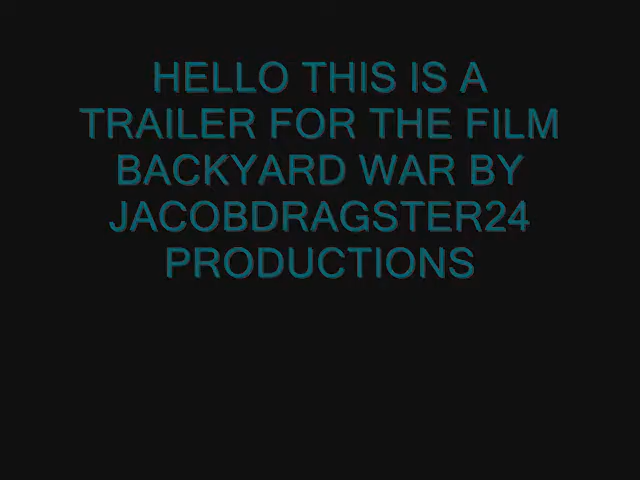 HELLO THIS IS A
TRAILER FOR THE FILM
BACKYARD WAR BY
JACOBDRAGSTER24
PRODUCTIONS